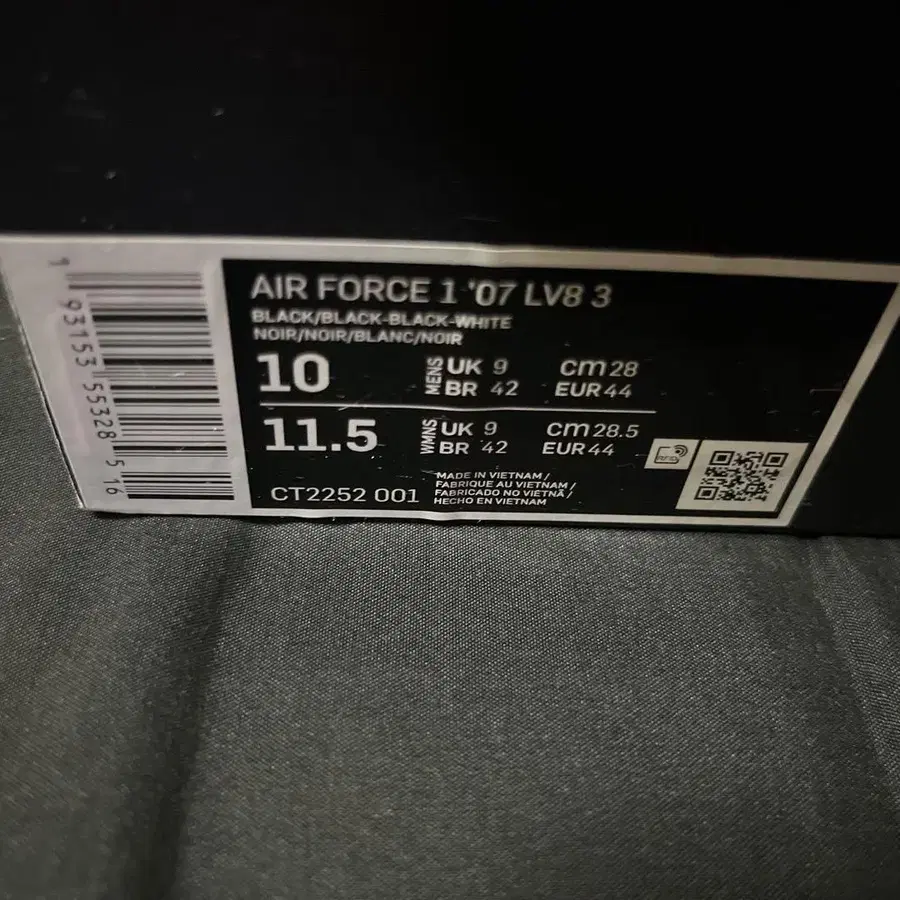 AIR FORCE 1 '07 LV8 3
BLACK/BLACK-BLACK-WHITE
NOIR/NOIR/BLANC/NOIR
10 MENS UK 9 cm 28
BR 42 EUR 44
11.5 WMNS UK 9 cm 28.5
BR 42 EUR 44
RFID
CT2252 001
MADE IN VIETNAM/
FABRIQUE AU VIETNAM/
FABRICADO NO VIETNÃ/
HECHO EN VIETNAM
1 93153 55328 5 16